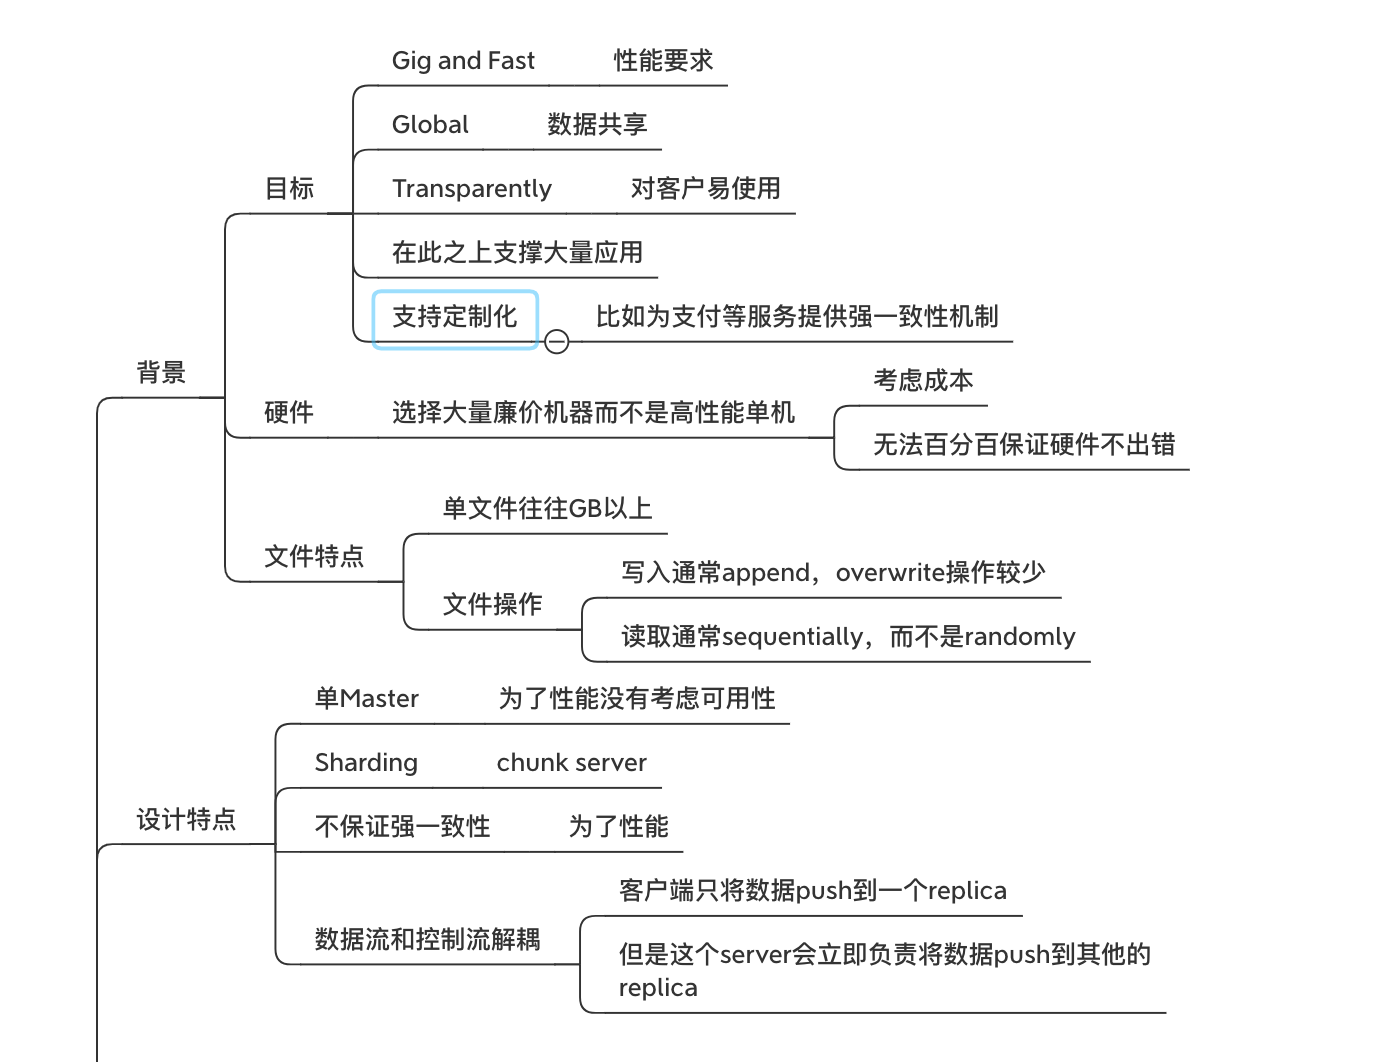 Gig and Fast
性能要求
Global
数据共享
目标
Transparently
对客户易使用
在此之上支撑大量应用
支持定制化
比如为支付等服务提供强一致性机制
背景
硬件
选择大量廉价机器而不是高性能单机
考虑成本
无法百分百保证硬件不出错
文件特点
单文件往往GB以上
文件操作
写入通常append，overwrite操作较少
读取通常sequentially，而不是randomly
设计特点
单Master
为了性能没有考虑可用性
Sharding
chunk server
不保证强一致性
为了性能
数据流和控制流解耦
客户端只将数据push到一个replica
但是这个server会立即负责将数据push到其他的
replica